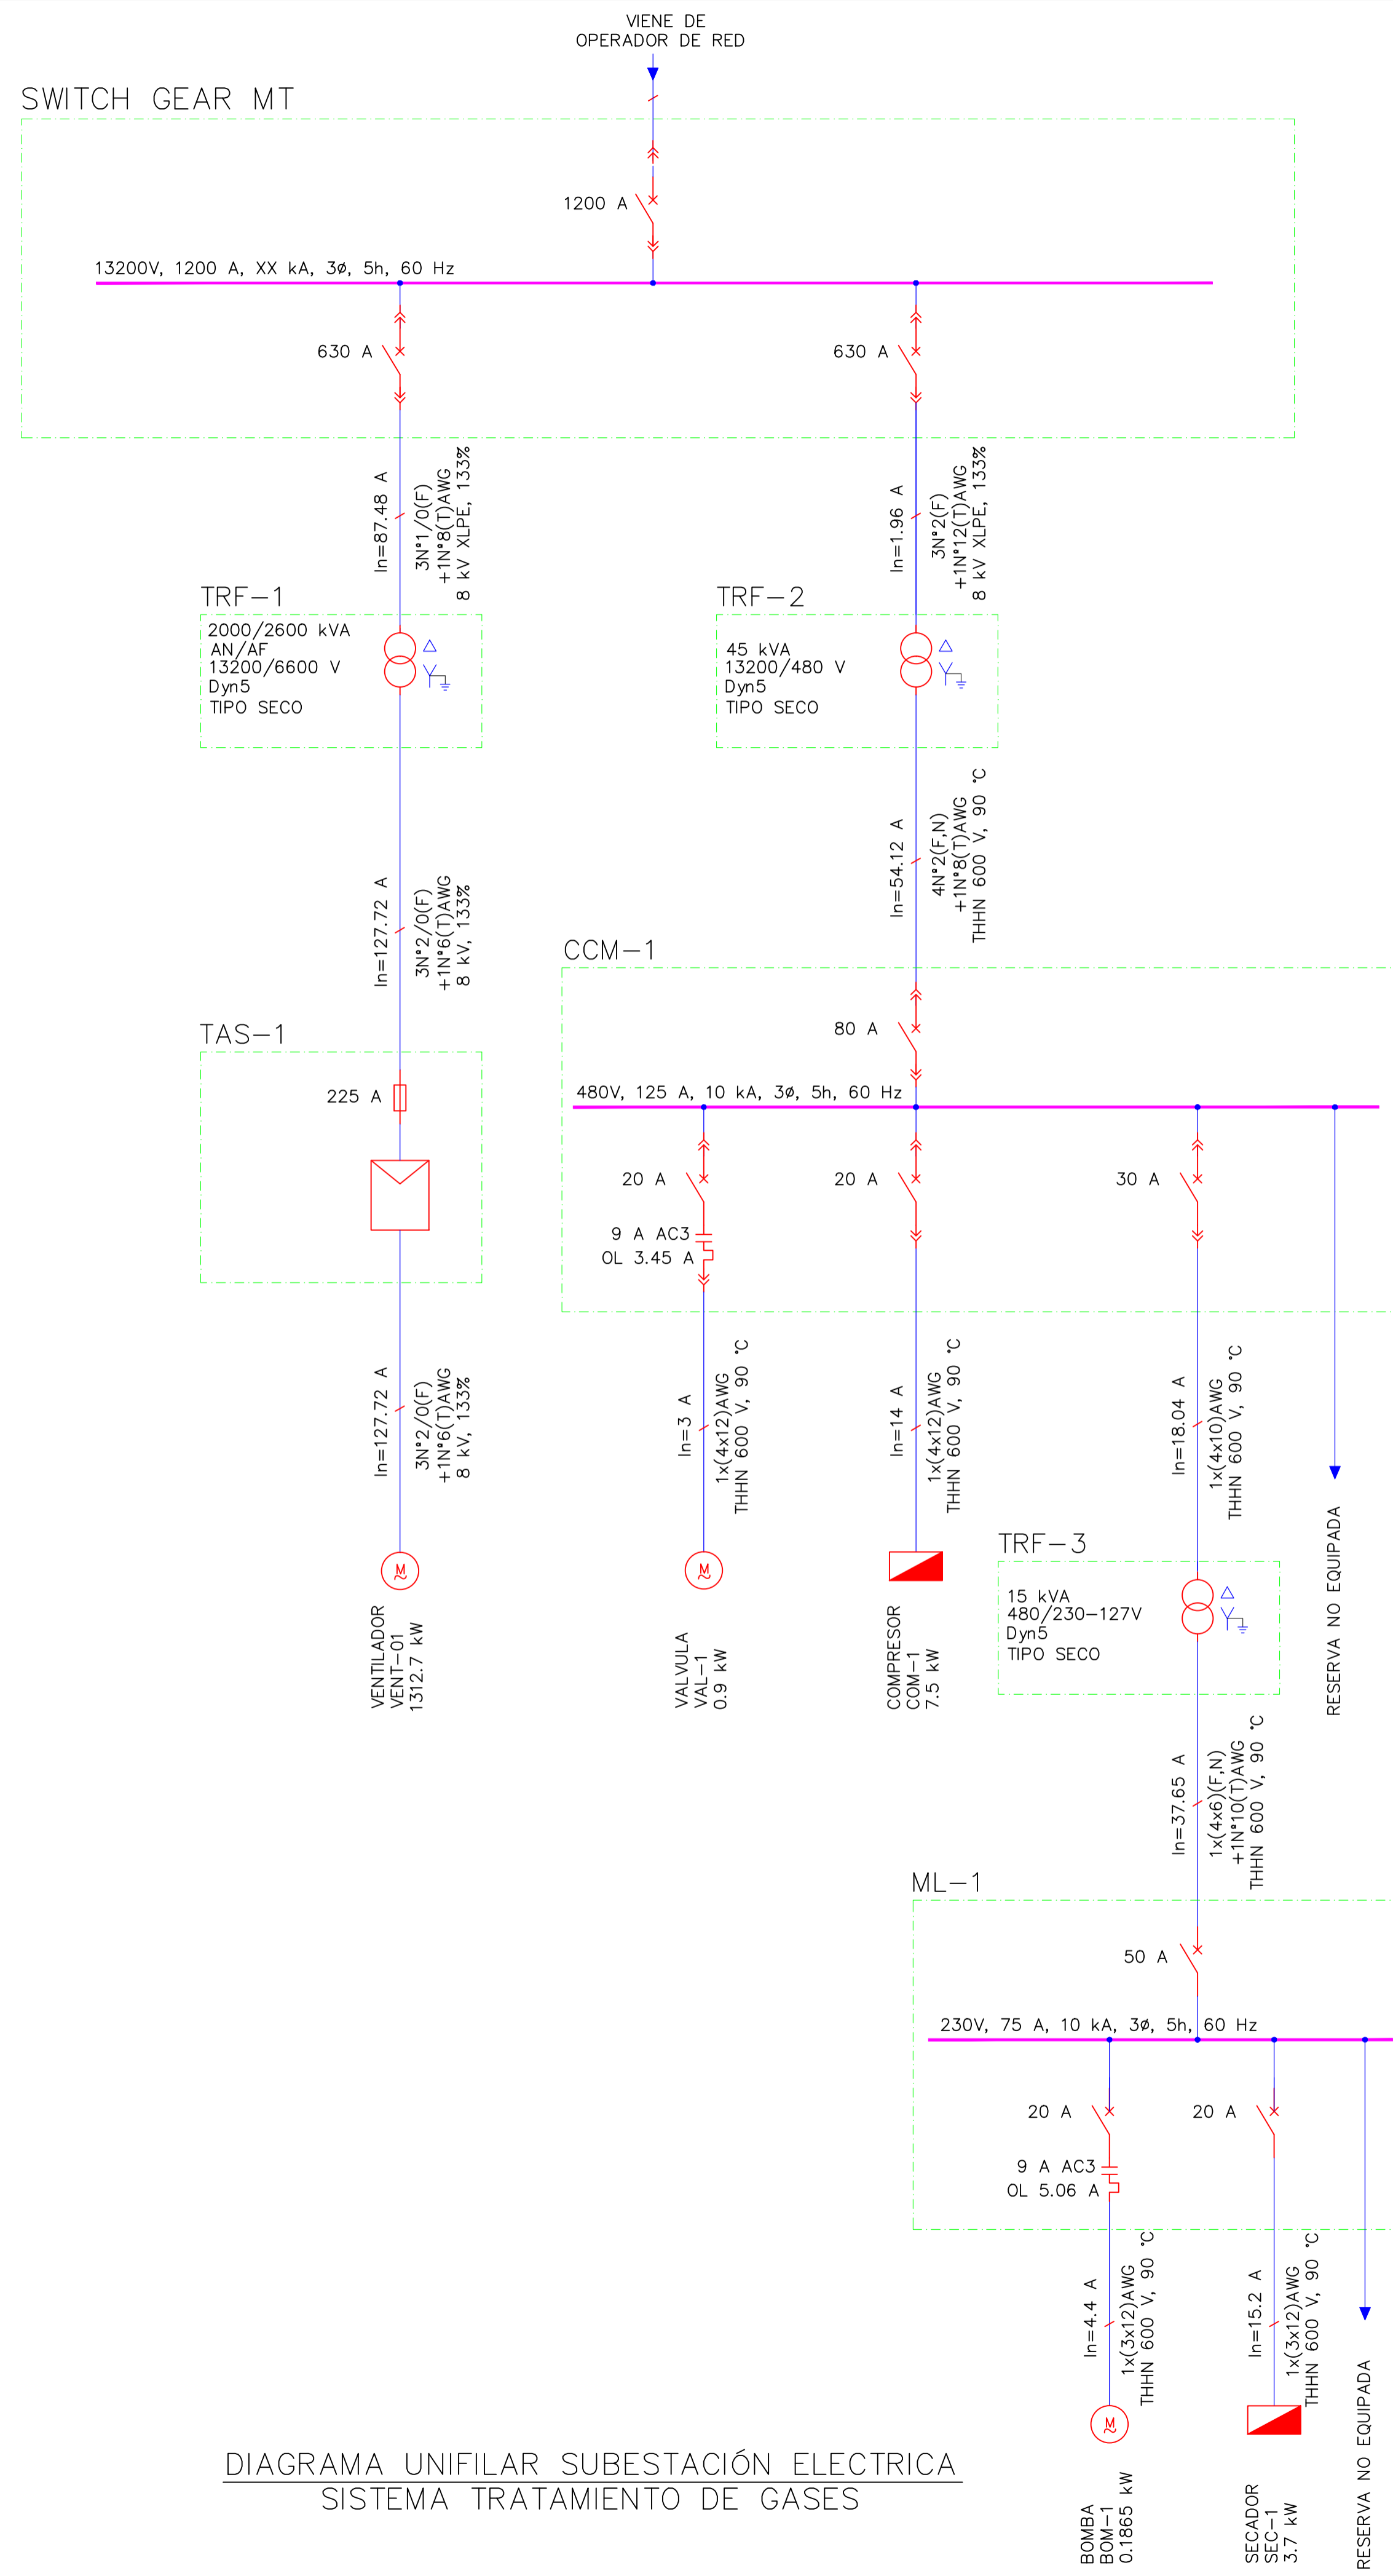 VIENE DE
OPERADOR DE RED
SWITCH GEAR MT
1200 A
13200V, 1200 A, XX kA, 3ø, 5h, 60 Hz
630 A
630 A
In=87.48 A
3N°1/0(F)
+1N°8(T)AWG
8 kV XLPE, 133%
In=1.96 A
3N°2(F)
+1N°12(T)AWG
8 kV XLPE, 133%
TRF-1
2000/2600 kVA
AN/AF
13200/6600 V
Dyn5
TIPO SECO
TRF-2
45 kVA
13200/480 V
Dyn5
TIPO SECO
In=127.72 A
3N°2/0(F)
+1N°6(T)AWG
8 kV, 133%
In=54.12 A
4N°2(F,N)
+1N°8(T)AWG
THHN 600 V, 90 °C
CCM-1
80 A
480V, 125 A, 10 kA, 3ø, 5h, 60 Hz
TAS-1
225 A
20 A
9 A AC3
OL 3.45 A
20 A
30 A
In=127.72 A
3N°2/0(F)
+1N°6(T)AWG
8 kV, 133%
In=3 A
1x(4x12)AWG
THHN 600 V, 90 °C
In=14 A
1x(4x12)AWG
THHN 600 V, 90 °C
In=18.04 A
1x(4x10)AWG
THHN 600 V, 90 °C
RESERVA NO EQUIPADA
M
VENTILADOR
VENT-01
1312.7 kW
M
VALVULA
VAL-1
0.9 kW
COMPRESOR
COM-1
7.5 kW
TRF-3
15 kVA
480/230-127V
Dyn5
TIPO SECO
In=37.65 A
1x(4x6)(F,N)
+1N°10(T)AWG
THHN 600 V, 90 °C
ML-1
50 A
230V, 75 A, 10 kA, 3ø, 5h, 60 Hz
20 A
9 A AC3
OL 5.06 A
20 A
In=4.4 A
1x(3x12)AWG
THHN 600 V, 90 °C
In=15.2 A
1x(3x12)AWG
THHN 600 V, 90 °C
RESERVA NO EQUIPADA
M
BOMBA
BOM-1
0.1865 kW
SECADOR
SEC-1
3.7 kW
DIAGRAMA UNIFILAR SUBESTACIÓN ELECTRICA
SISTEMA TRATAMIENTO DE GASES